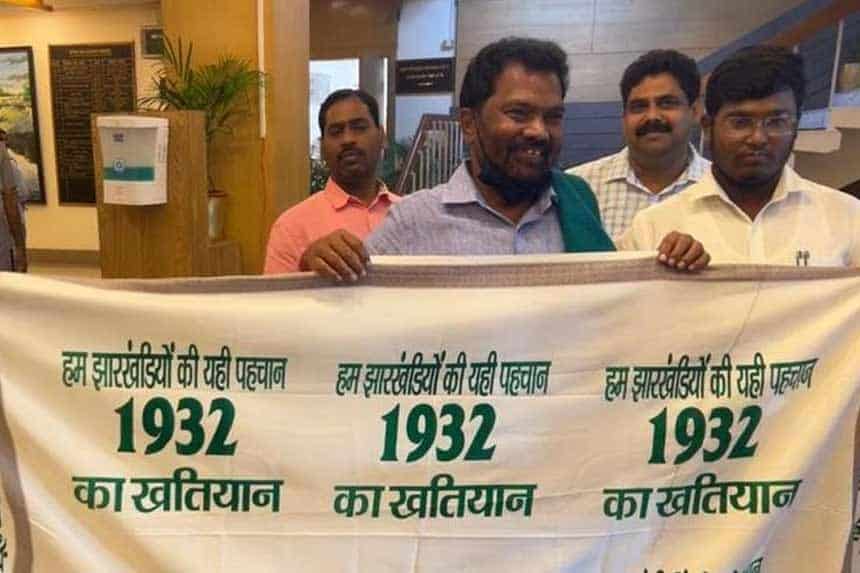 हम झारखंडियों की यही पहचान
1932
का खतियान
हम झारखंडियों की यही पहचान
1932
का खतियान
हम झारखंडियों की यही पहचान
1932
का खतियान